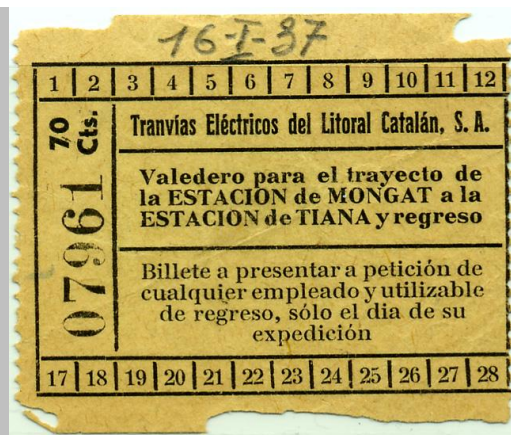 16-I-37
1 2 3 4 5 6 7 8 9 10 11 12
70
Cts.
07961
Tranvías Eléctricos del Litoral Catalán, S. A.
Valedero para el trayecto de
la ESTACIÓN de MONGAT a la
ESTACION de TIANA y regreso
Billete a presentar a petición de
cualquier empleado y utilizable
de regreso, sólo el dia de su
expedición
17 18 19 20 21 22 23 24 25 26 27 28